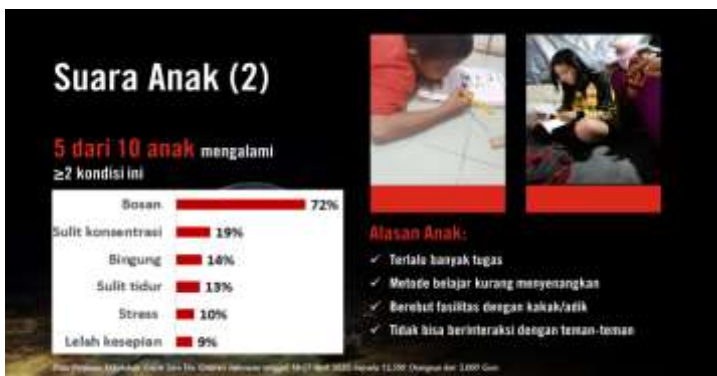 Suara Anak (2)
5 dari 10 anak mengalami
≥2 kondisi ini
Bosan 72%
Sulit konsentrasi 19%
Bingung 14%
Sulit tidur 13%
Stress 10%
Lelah kesepian 9%
Alasan Anak:
✓ Terlalu banyak tugas
✓ Metode belajar kurang menyenangkan
✓ Berebut fasilitas dengan kakak/adik
✓ Tidak bisa berinteraksi dengan teman-teman